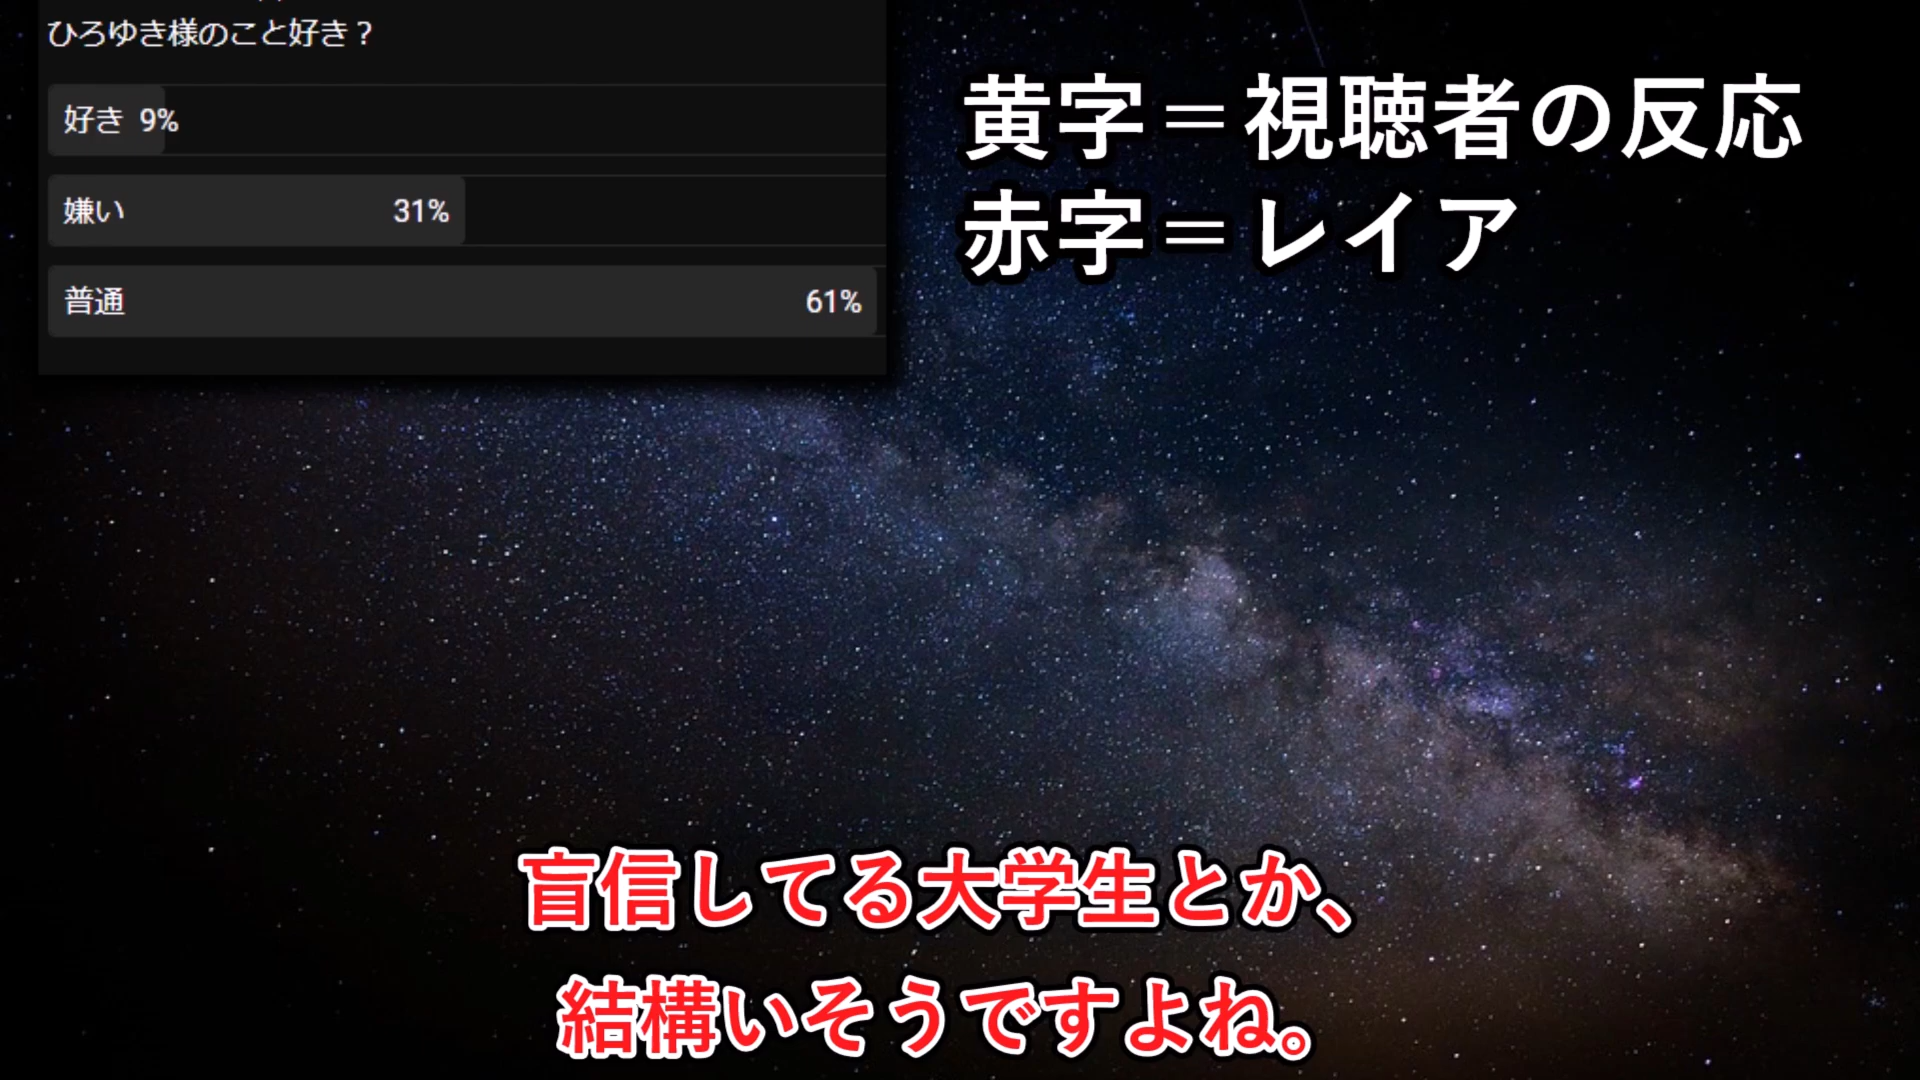 ひろゆき様のこと好き？
好き 9%
嫌い 31%
普通 61%
黄字＝視聴者の反応
赤字＝レイア
盲信してる大学生とか、
結構いそうですよね。